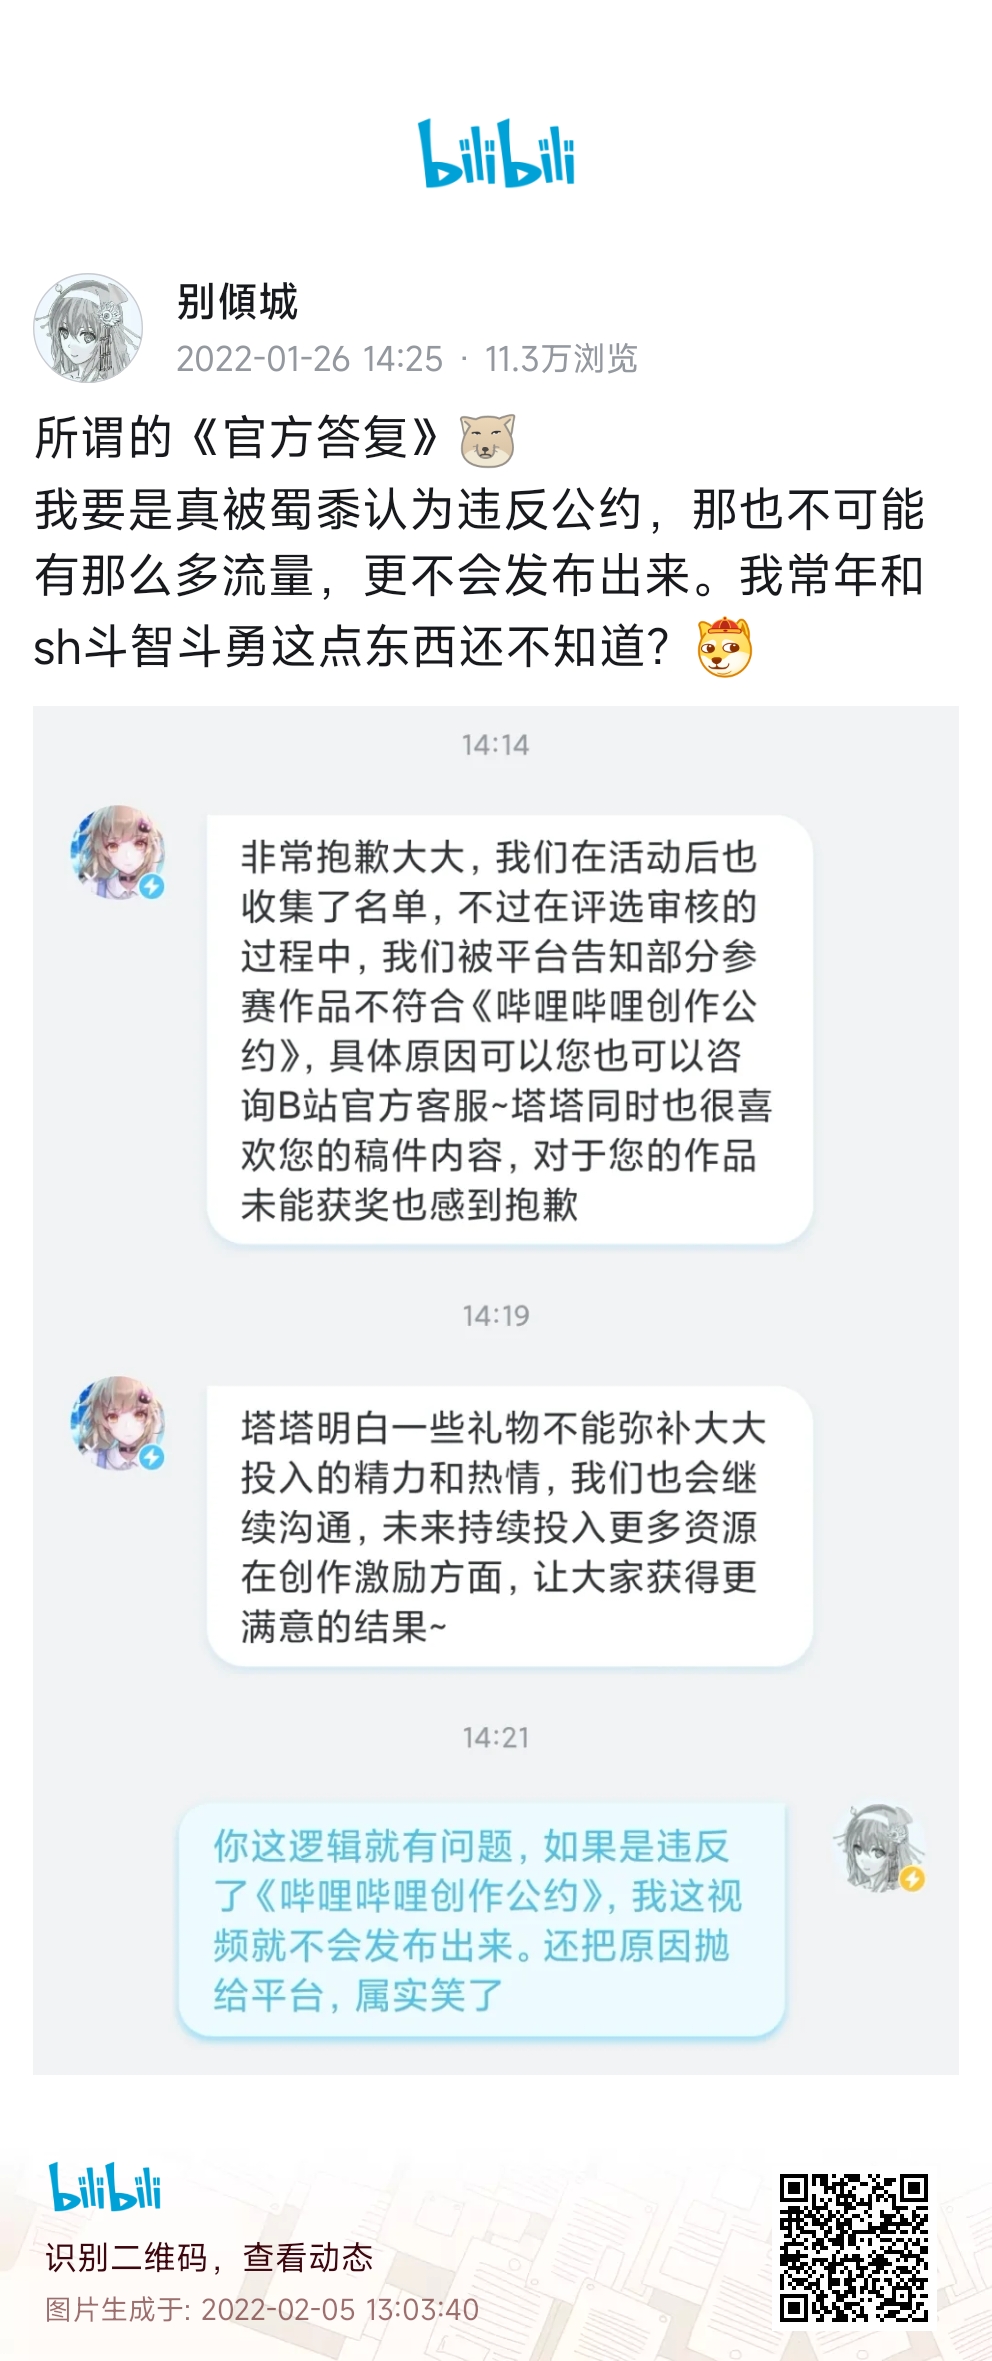 bilibili
别傾城
2022-01-26 14:25 · 11.3万浏览
所谓的《官方答复》
我要是真被蜀黍认为违反公约，那也不可能
有那么多流量，更不会发布出来。我常年和
sh斗智斗勇这点东西还不知道？
14:14
非常抱歉大大，我们在活动后也
收集了名单，不过在评选审核的
过程中，我们被平台告知部分参
赛作品不符合《哔哩哔哩创作公
约》，具体原因可以您也可以咨
询B站官方客服~塔塔同时也很喜
欢您的稿件内容，对于您的作品
未能获奖也感到抱歉
14:19
塔塔明白一些礼物不能弥补大大
投入的精力和热情，我们也会继
续沟通，未来持续投入更多资源
在创作激励方面，让大家获得更
满意的结果~
14:21
你这逻辑就有问题，如果是违反
了《哔哩哔哩创作公约》，我这视
频就不会发布出来。还把原因抛
给平台，属实笑了
bilibili
识别二维码，查看动态
图片生成于: 2022-02-05 13:03:40